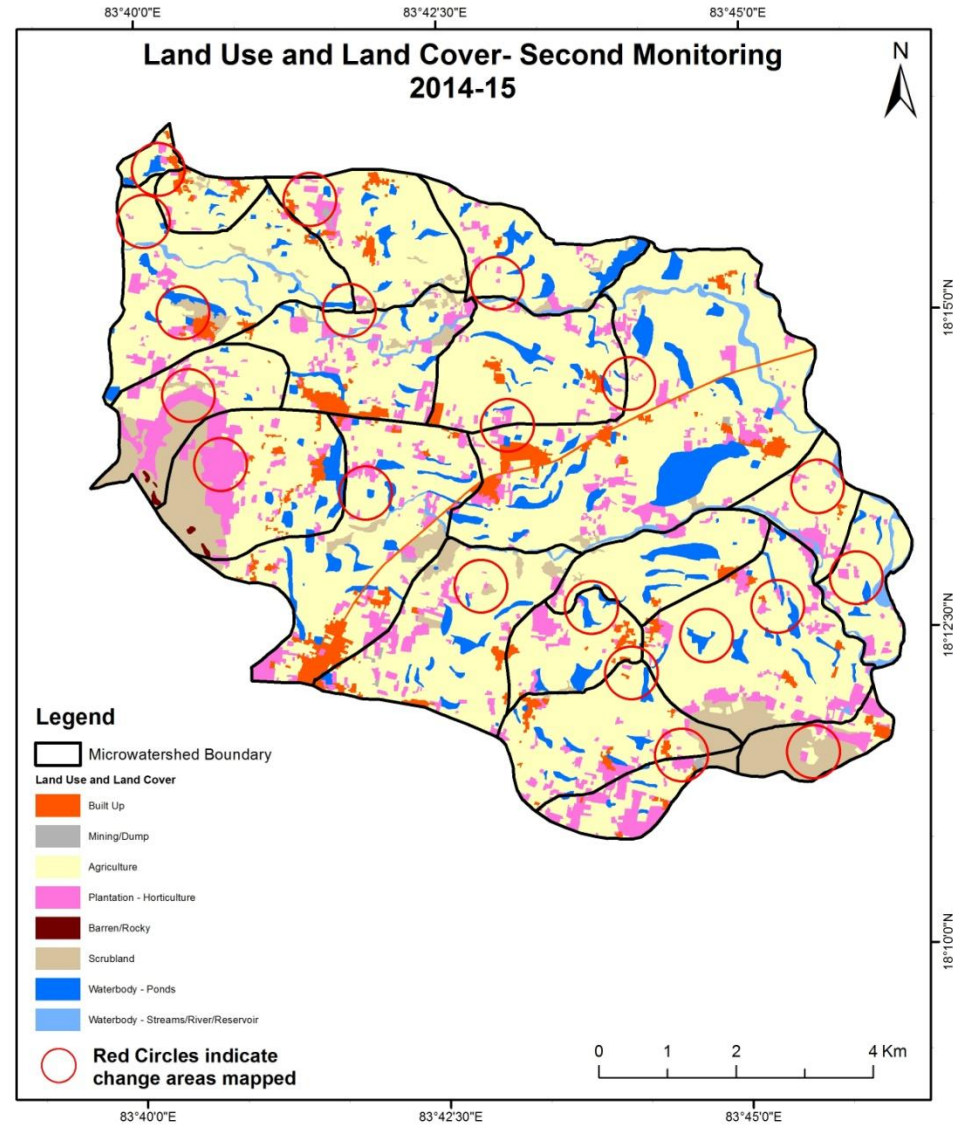 83°40'0"E 83°42'30"E 83°45'0"E
Land Use and Land Cover- Second Monitoring
2014-15
N
18°15'0"N
18°12'30"N
18°10'0"N
Legend
Microwatershed Boundary
Land Use and Land Cover
Built Up
Mining/Dump
Agriculture
Plantation - Horticulture
Barren/Rocky
Scrubland
Waterbody - Ponds
Waterbody - Streams/River/Reservoir
Red Circles indicate
change areas mapped
0 1 2 4 Km
83°40'0"E 83°42'30"E 83°45'0"E